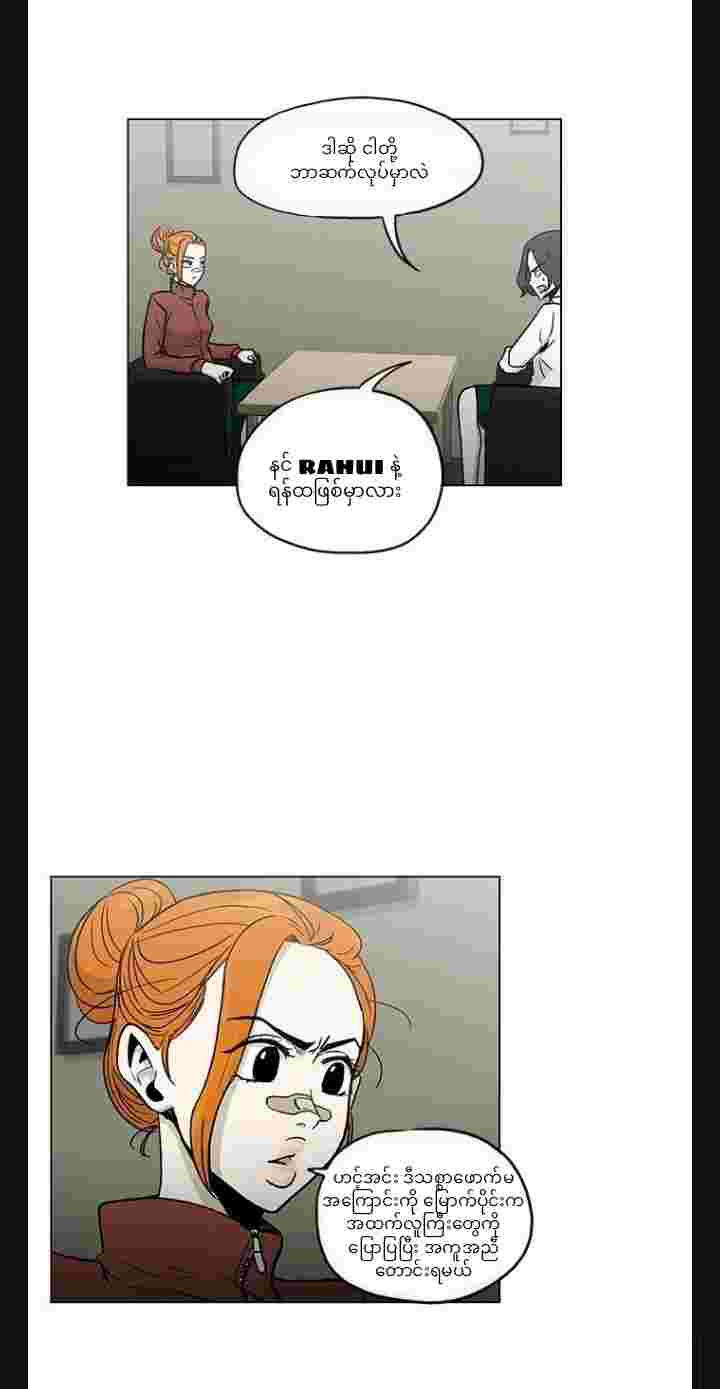 ဒါဆို ငါတို့
ဘာဆက်လုပ်မှာလဲ
နင် RAHUI နဲ့
ရန်ထဖြစ်မှာလား
ဟင့်အင်း ဒီသစ္စာဖောက်မ
အကြောင်းကို မြောက်ပိုင်းက
အထက်လူကြီးတွေကို
ပြောပြပြီး အကူအညီ
တောင်းရမယ်